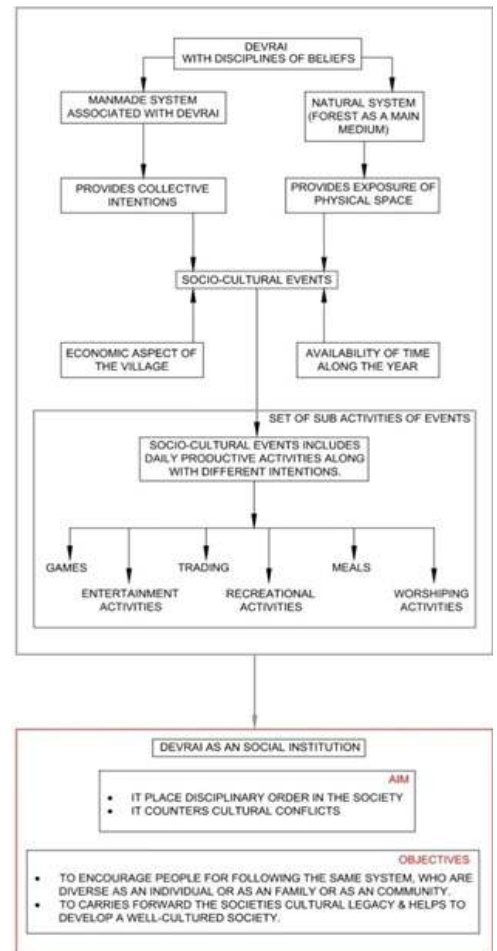 DEVRAI
WITH DISCIPLINES OF BELIEFS
MANMADE SYSTEM
ASSOCIATED WITH DEVRAI
NATURAL SYSTEM
(FOREST AS A MAIN
MEDIUM)
PROVIDES COLLECTIVE
INTENTIONS
PROVIDES EXPOSURE OF
PHYSICAL SPACE
SOCIO-CULTURAL EVENTS
ECONOMIC ASPECT OF
THE VILLAGE
AVAILABILITY OF TIME
ALONG THE YEAR
SET OF SUB ACTIVITIES OF EVENTS
SOCIO-CULTURAL EVENTS INCLUDES
DAILY PRODUCTIVE ACTIVITIES ALONG
WITH DIFFERENT INTENTIONS.
GAMES
TRADING
MEALS
ENTERTAINMENT
ACTIVITIES
RECREATIONAL
ACTIVITIES
WORSHIPING
ACTIVITIES
DEVRAI AS AN SOCIAL INSTITUTION
AIM
• IT PLACE DISCIPLINARY ORDER IN THE SOCIETY
• IT COUNTERS CULTURAL CONFLICTS
OBJECTIVES
• TO ENCOURAGE PEOPLE FOR FOLLOWING THE SAME SYSTEM, WHO ARE
DIVERSE AS AN INDIVIDUAL OR AS AN FAMILY OR AS AN COMMUNITY.
• TO CARRIES FORWARD THE SOCIETIES CULTURAL LEGACY & HELPS TO
DEVELOP A WELL-CULTURED SOCIETY.